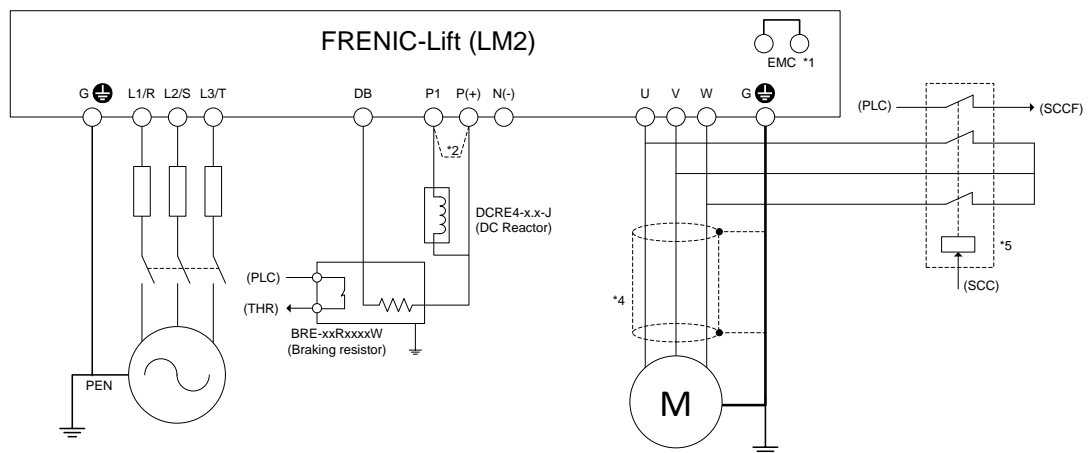 FRENIC-Lift (LM2)
EMC *1
G L1/R L2/S L3/T DB P1 P(+) N(-) U V W G
(PLC) (SCCF)
*2
DCRE4-x.x-J
(DC Reactor)
*5
(PLC)
(SCC)
(THR)
*4
BRE-xxRxxxxW
(Braking resistor)
PEN
M